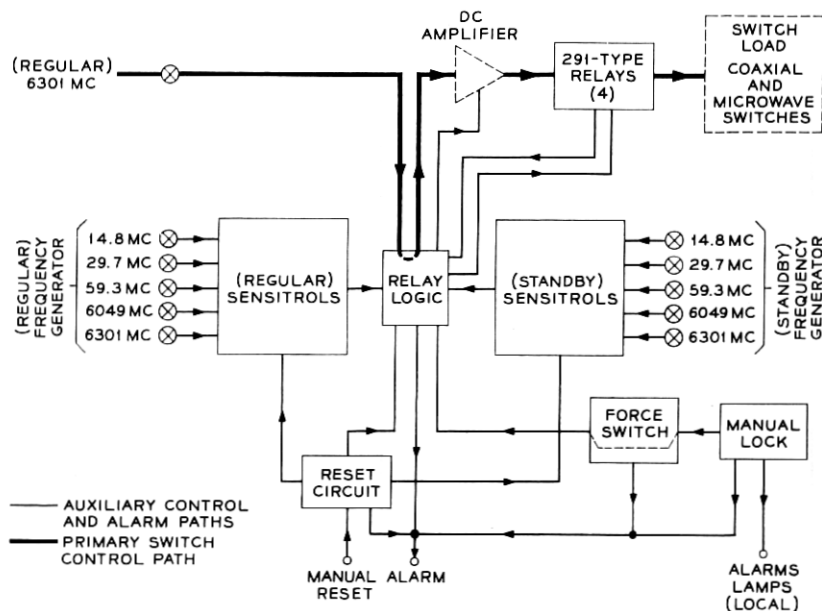 DC
AMPLIFIER
(REGULAR)
6301 MC
291-TYPE
RELAYS
(4)
SWITCH
LOAD
COAXIAL
AND
MICROWAVE
SWITCHES
(REGULAR)
FREQUENCY
GENERATOR
14.8 MC
29.7 MC
59.3 MC
6049 MC
6301 MC
(REGULAR)
SENSITROLS
RELAY
LOGIC
(STANDBY)
SENSITROLS
14.8 MC
29.7 MC
59.3 MC
6049 MC
6301 MC
(STANDBY)
FREQUENCY
GENERATOR
FORCE
SWITCH
MANUAL
LOCK
RESET
CIRCUIT
AUXILIARY CONTROL
AND ALARM PATHS
PRIMARY SWITCH
CONTROL PATH
MANUAL
RESET
ALARM
ALARMS
LAMPS
(LOCAL)